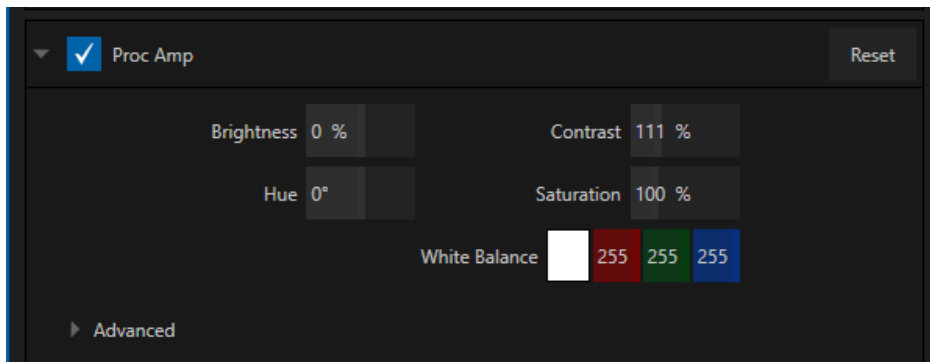 Proc Amp Reset
Brightness 0 % Contrast 111 %
Hue 0° Saturation 100 %
White Balance 255 255 255
Advanced